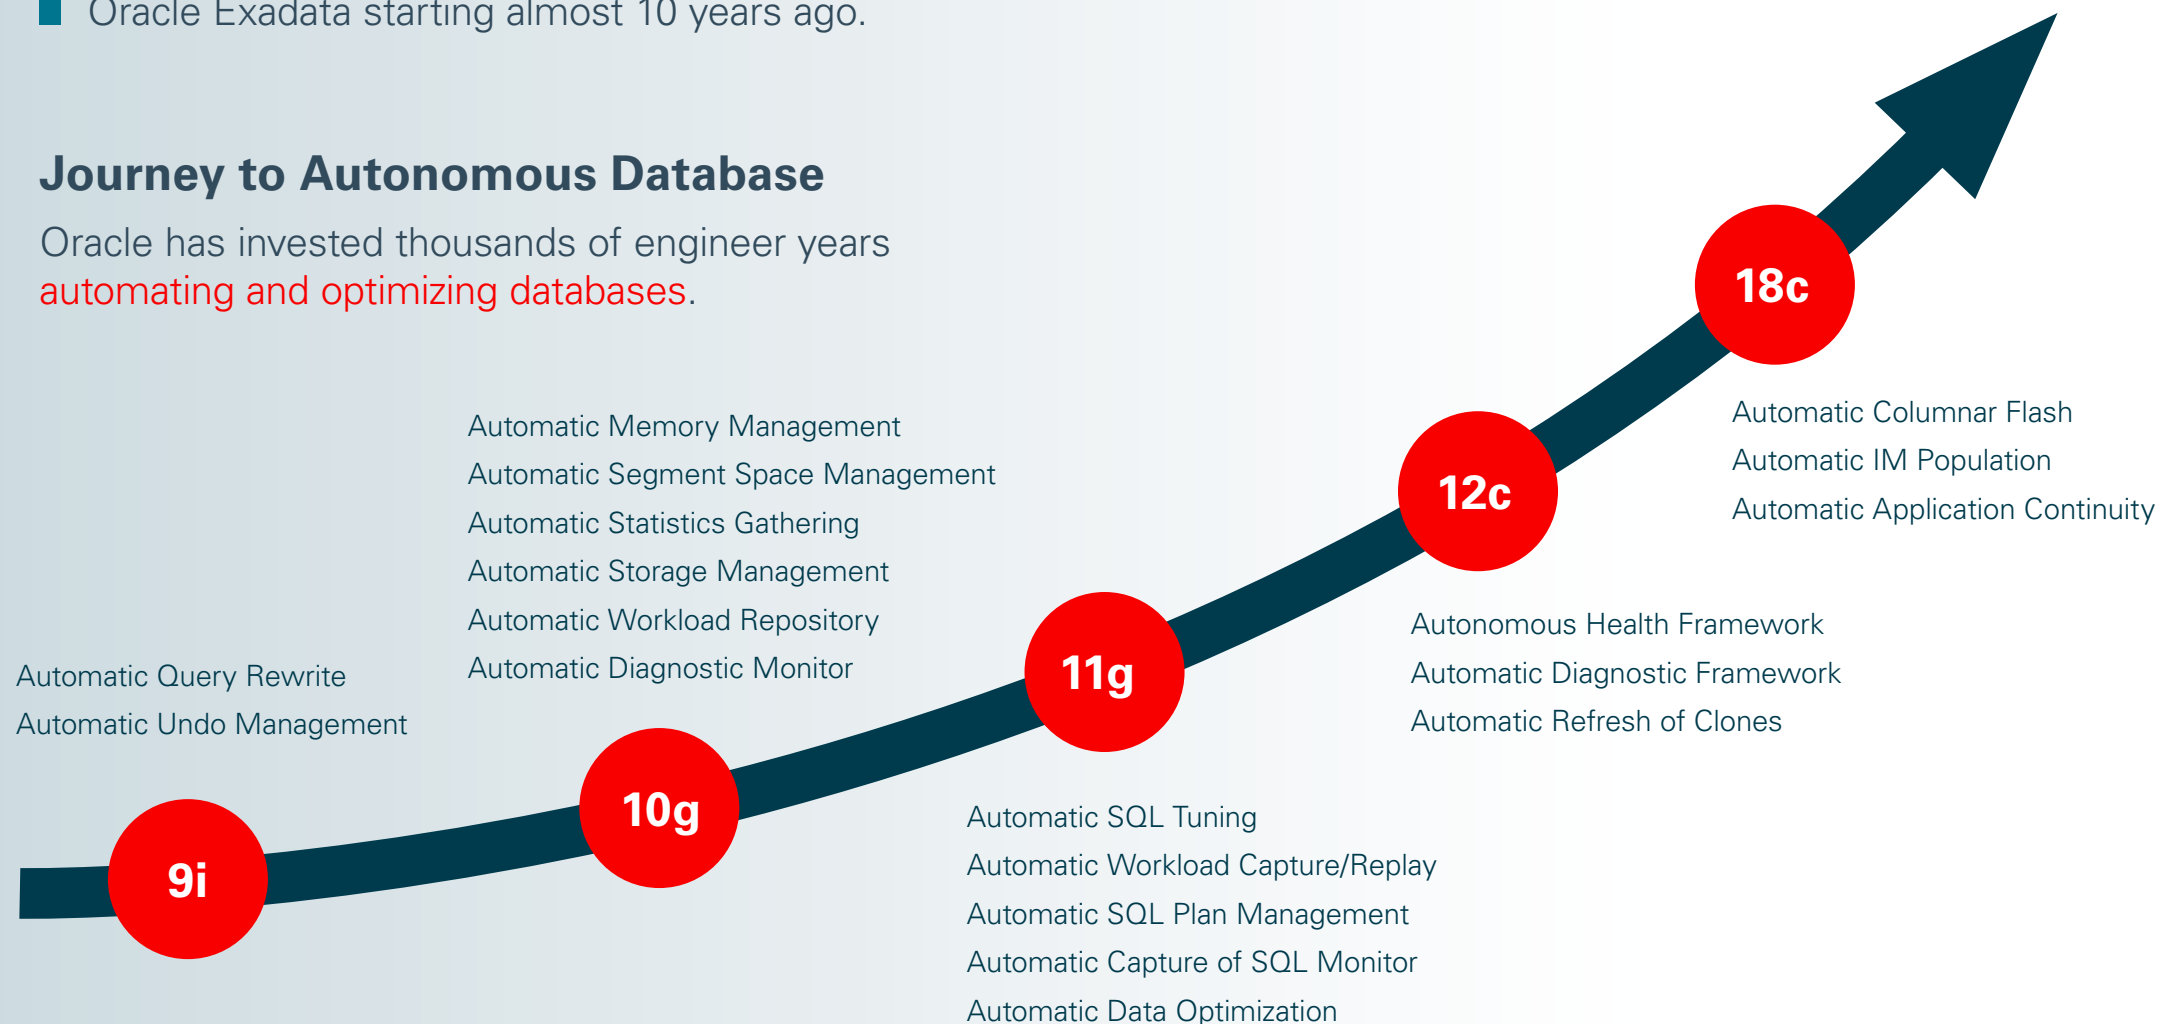 Oracle Exadata starting almost 10 years ago.
Journey to Autonomous Database
Oracle has invested thousands of engineer years
automating and optimizing databases.
9i
Automatic Query Rewrite
Automatic Undo Management
10g
Automatic Memory Management
Automatic Segment Space Management
Automatic Statistics Gathering
Automatic Storage Management
Automatic Workload Repository
Automatic Diagnostic Monitor
11g
Automatic SQL Tuning
Automatic Workload Capture/Replay
Automatic SQL Plan Management
Automatic Capture of SQL Monitor
Automatic Data Optimization
12c
Autonomous Health Framework
Automatic Diagnostic Framework
Automatic Refresh of Clones
18c
Automatic Columnar Flash
Automatic IM Population
Automatic Application Continuity